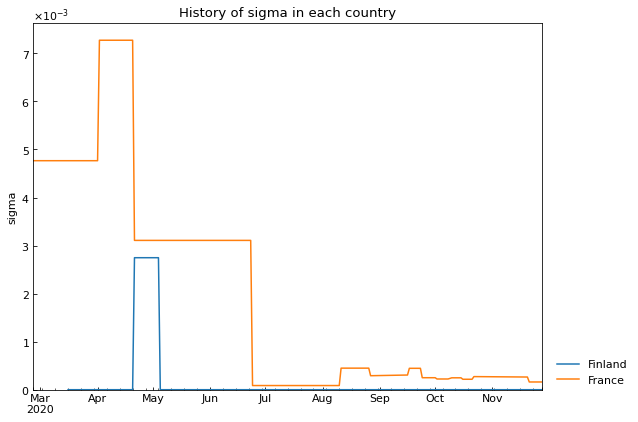 History of sigma in each country
×10⁻³
7
6
5
4
3
2
1
0
sigma
Mar Apr May Jun Jul Aug Sep Oct Nov
2020
Finland
France